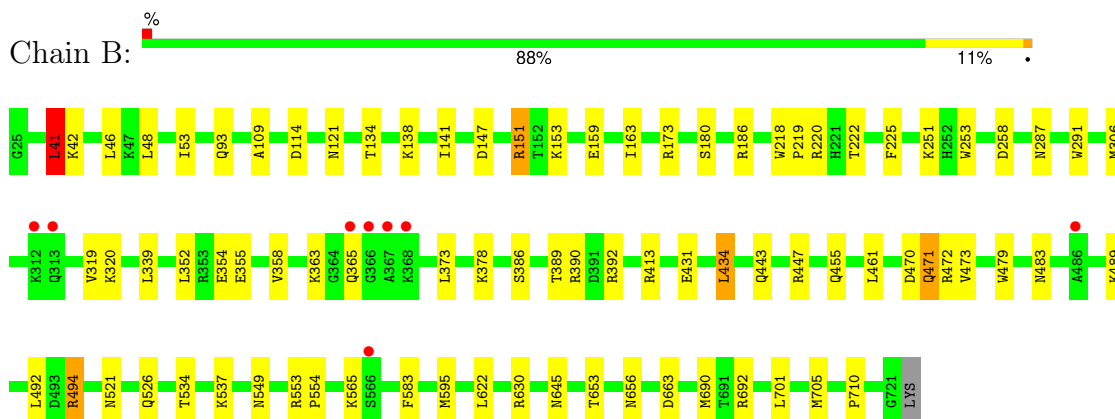 %
Chain B:
88% 11% •
G25 L41 K42 L46 K47 L48 I53 Q93 A109 D114 N121 T134 K138 I141 D147 R151 T152 K153 E159 I163 R173 S180 R186 W218 P219 R220 H221 T222 F225 K251 H252 W253 D258 N287 W291 M306
K312 Q313 V319 K320 L339 L352 R353 E354 E355 V358 K363 G364 Q365 G366 A367 K368 L373 K378 S386 T389 R390 D391 R392 R413 E431 L434 Q443 R447 Q455 L461 D470 Q471 R472 V473 W479 N483 A486 K489
L492 D493 R494 N521 Q526 T534 K537 N549 R553 P554 K565 S566 F583 M595 L622 R630 N645 T653 N656 D663 M690 T691 R692 L701 M705 P710 G721 LYS